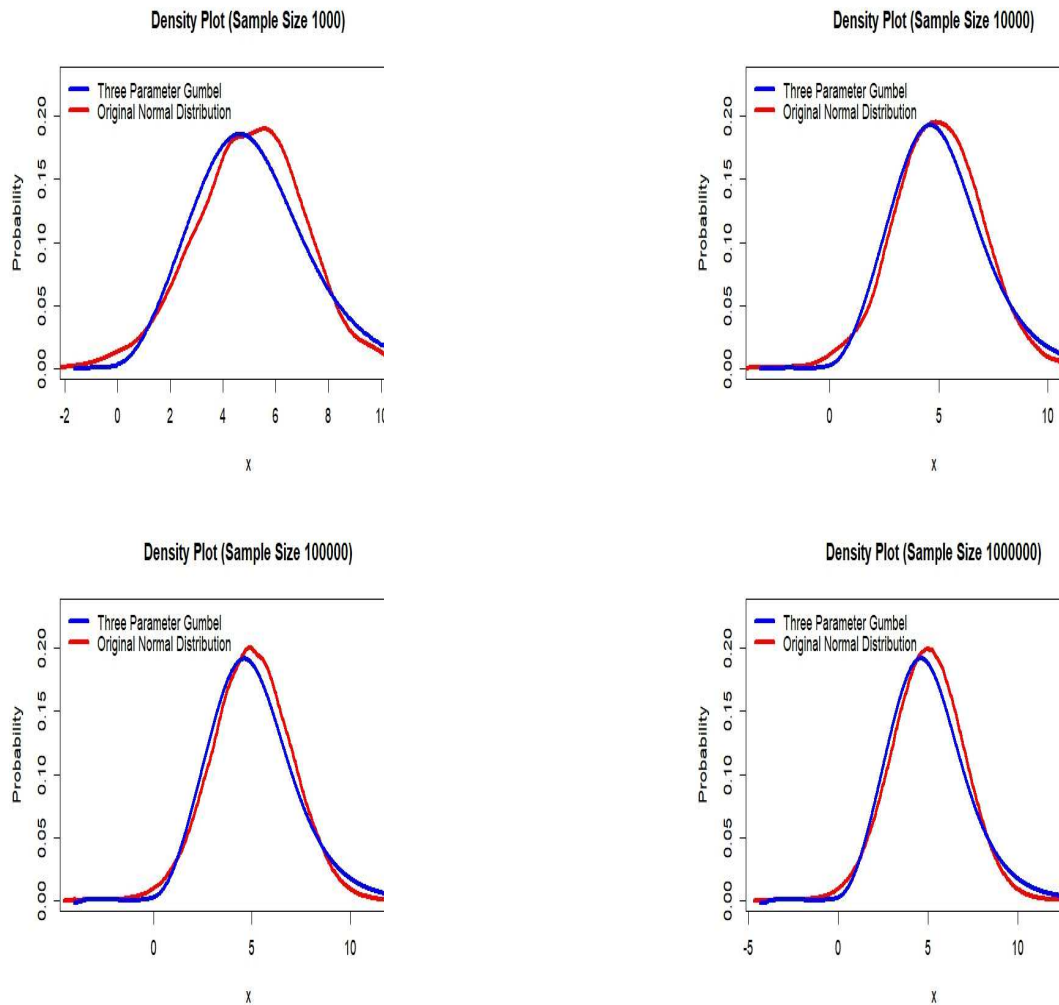 Density Plot (Sample Size 1000)
Three Parameter Gumbel
Original Normal Distribution
Probability
0.00 0.05 0.10 0.15 0.20
-2 0 2 4 6 8 10
x
Density Plot (Sample Size 10000)
Three Parameter Gumbel
Original Normal Distribution
Probability
0.00 0.05 0.10 0.15 0.20
0 5 10
x
Density Plot (Sample Size 100000)
Three Parameter Gumbel
Original Normal Distribution
Probability
0.00 0.05 0.10 0.15 0.20
0 5 10
x
Density Plot (Sample Size 1000000)
Three Parameter Gumbel
Original Normal Distribution
Probability
0.00 0.05 0.10 0.15 0.20
-5 0 5 10
x